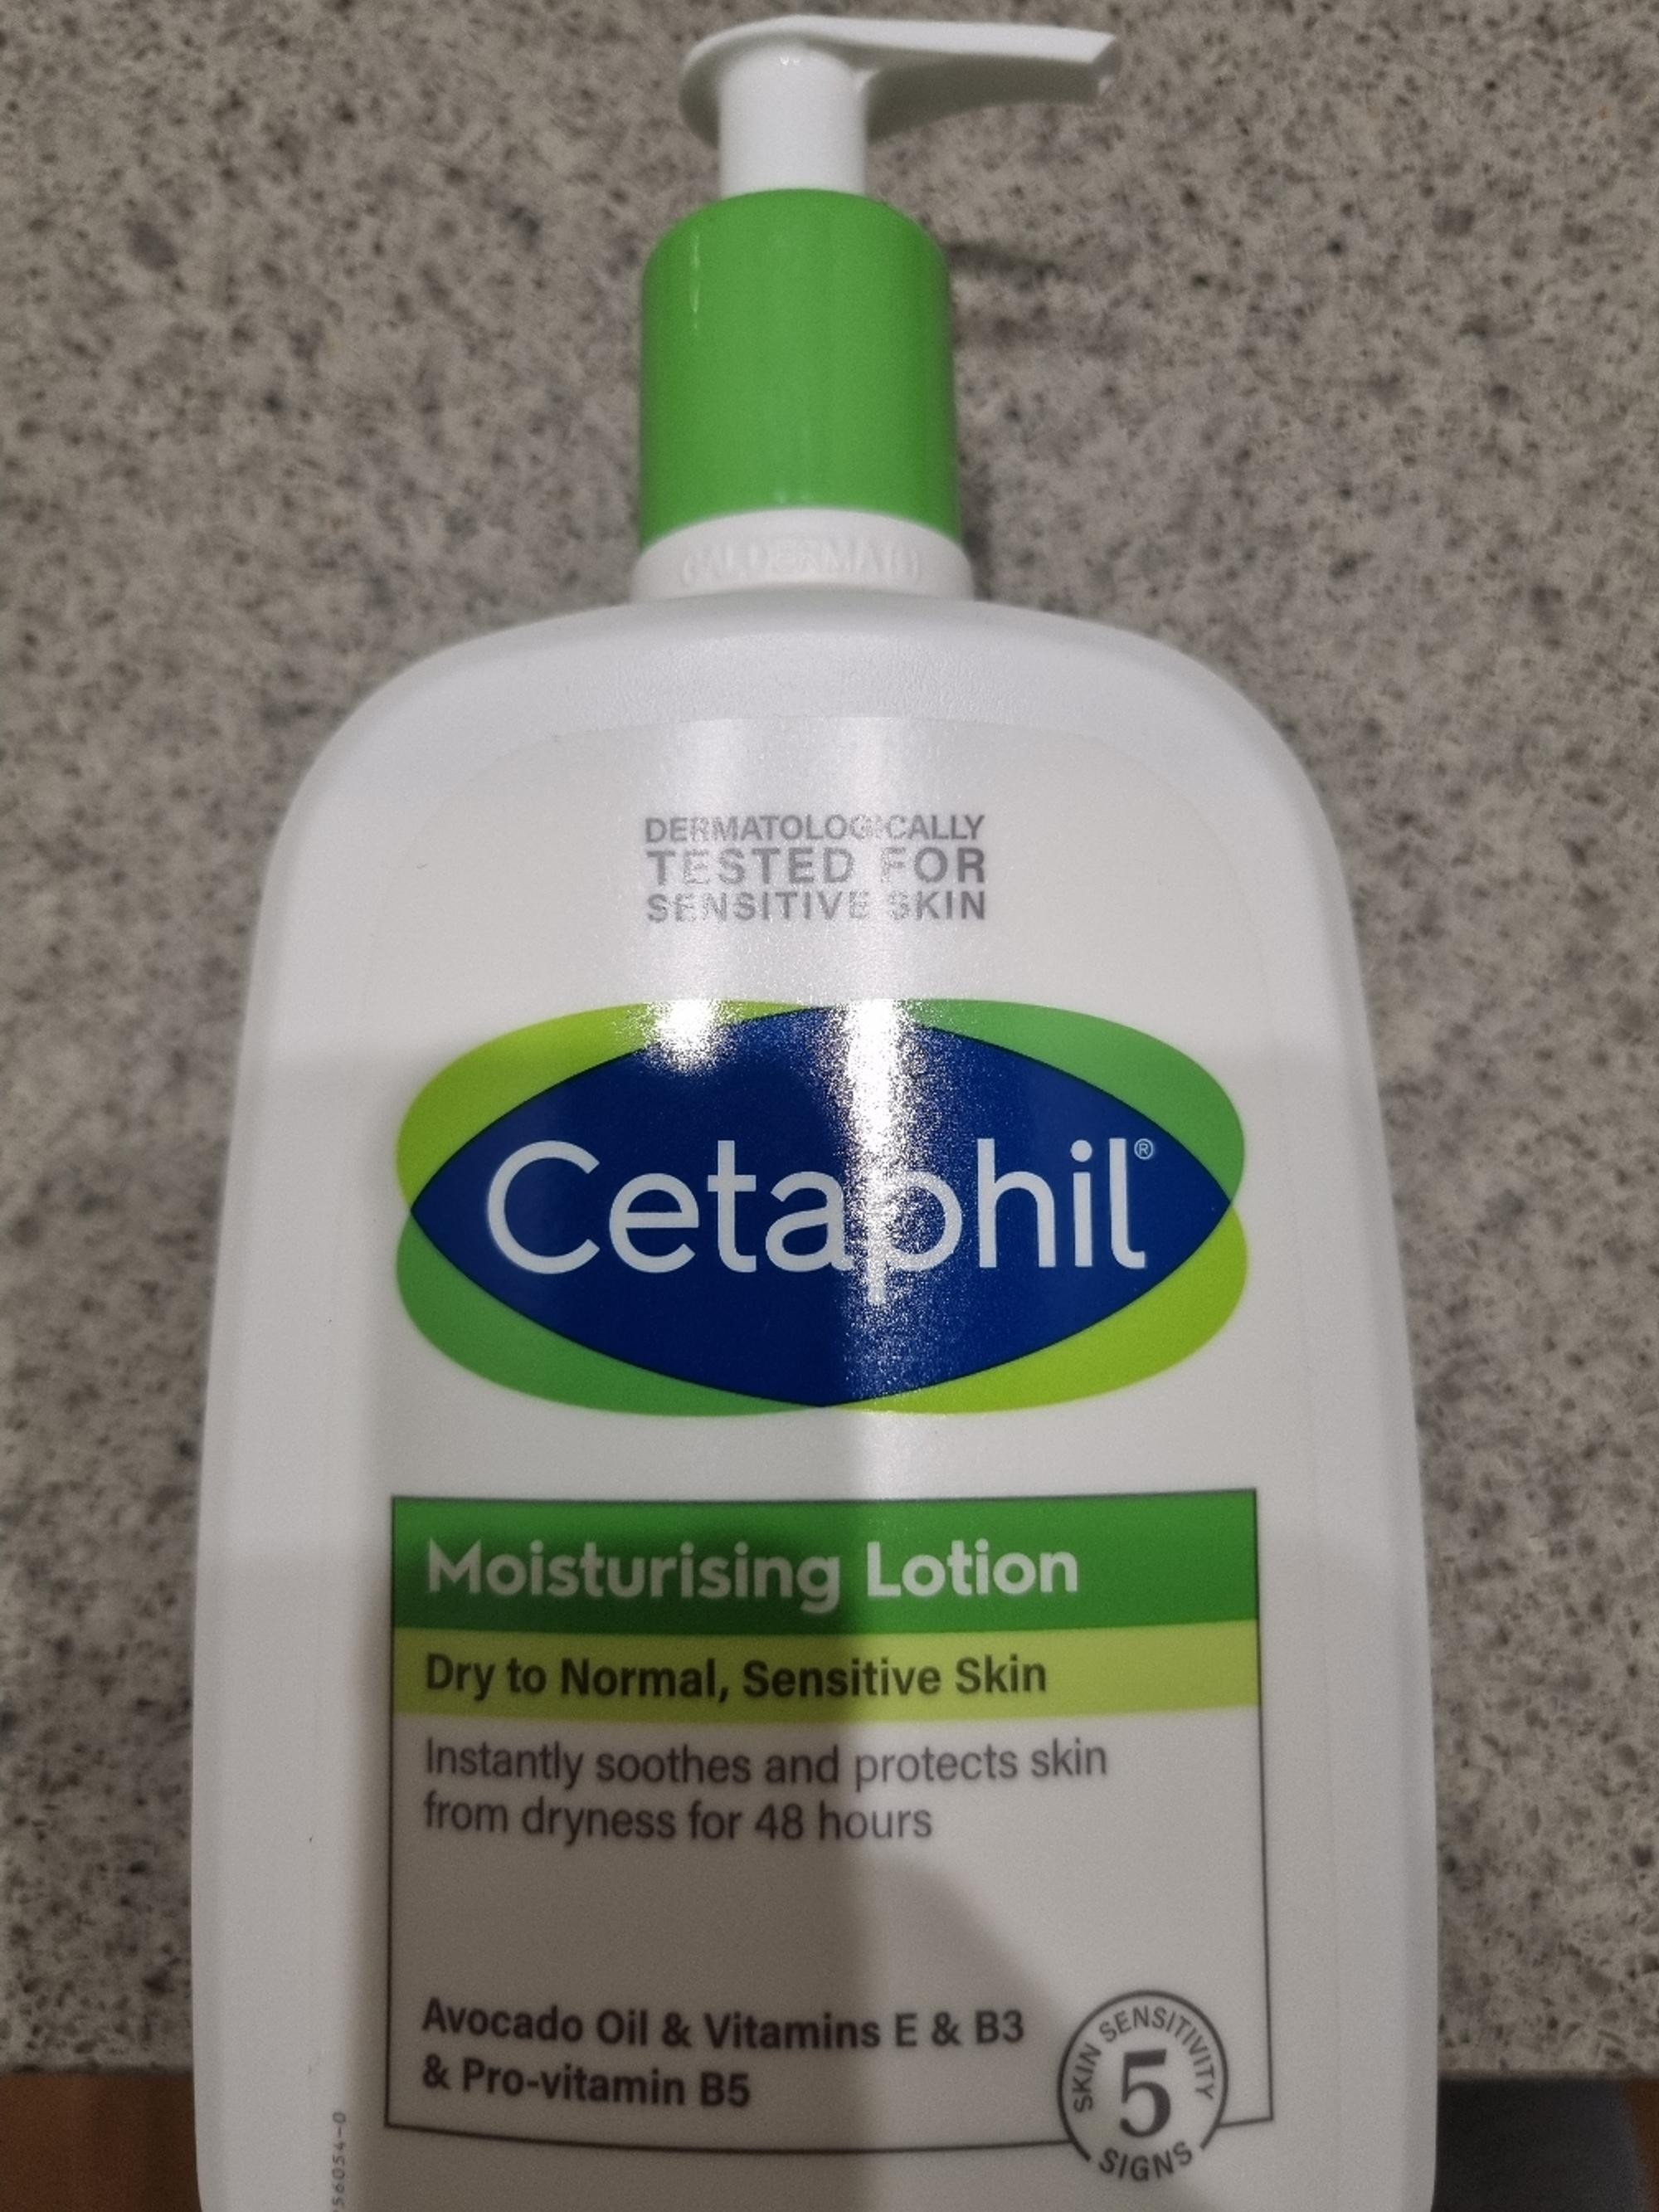 GALDERMA
DERMATOLOGICALLY
TESTED FOR
SENSITIVE SKIN
Cetaphil®
Moisturising Lotion
Dry to Normal, Sensitive Skin
Instantly soothes and protects skin
from dryness for 48 hours
Avocado Oil & Vitamins E & B3
& Pro-vitamin B5
SKIN SENSITIVITY
5
SIGNS